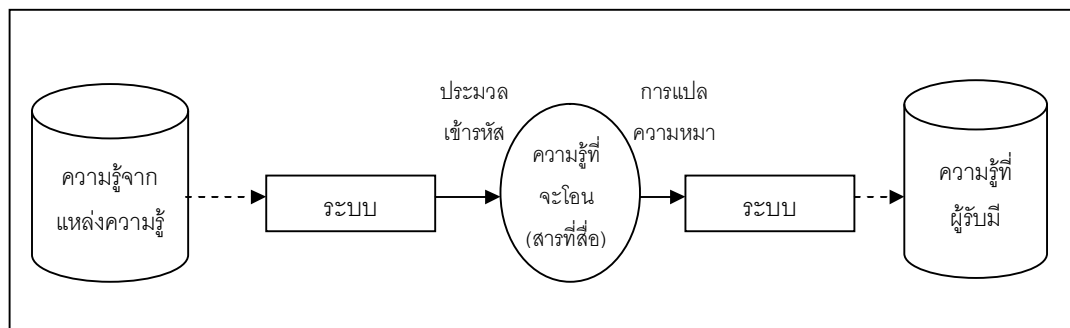 ความรู้จาก
แหล่งความรู้
ระบบ
ประมวล
เข้ารหัส
ความรู้ที่
จะโอน
(สารที่สื่อ)
การแปล
ความหมา
ระบบ
ความรู้ที่
ผู้รับมี